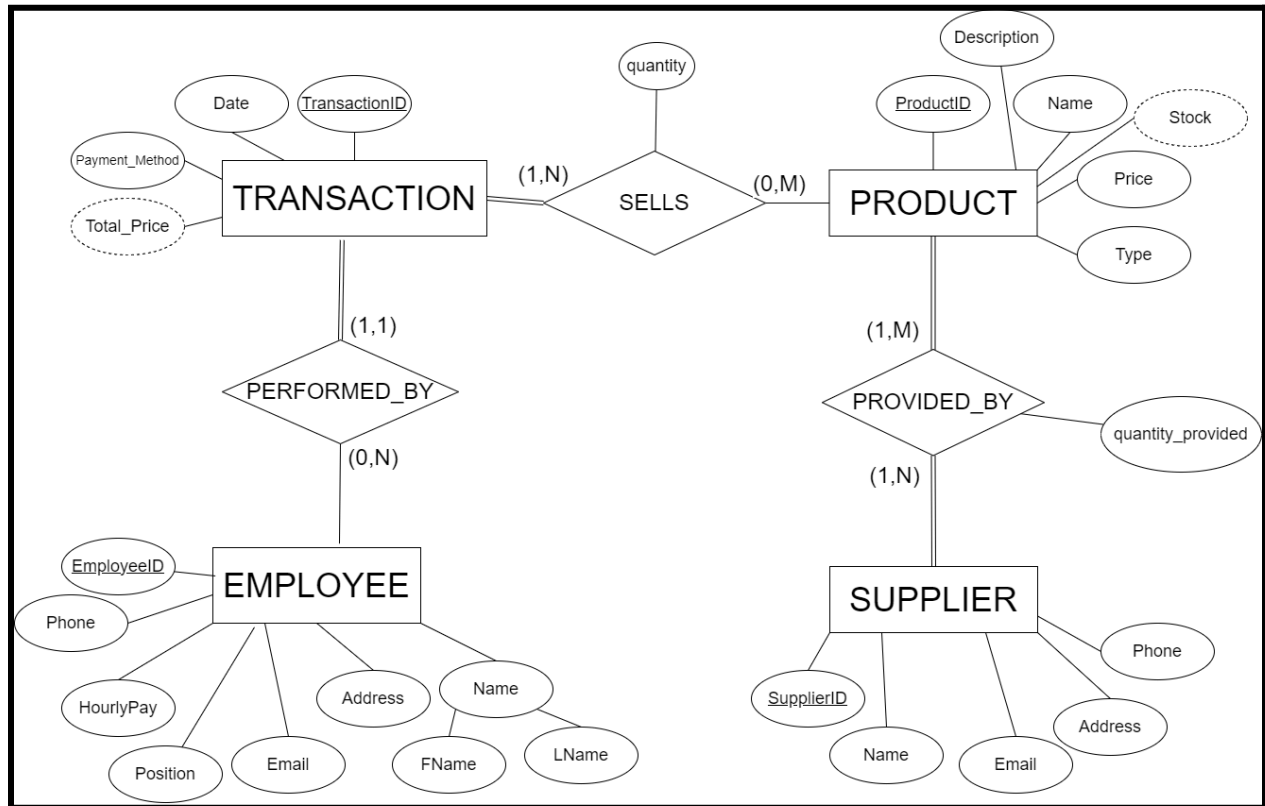 Description
quantity
Date
TransactionID
ProductID
Name
Stock
Payment_Method
TRANSACTION
(1,N)
SELLS
(0,M)
PRODUCT
Price
Total_Price
Type
(1,1)
(1,M)
PERFORMED_BY
PROVIDED_BY
quantity_provided
(0,N)
(1,N)
EmployeeID
EMPLOYEE
SUPPLIER
Phone
Phone
HourlyPay
Address
Name
SupplierID
Address
Position
Email
FName
LName
Name
Email